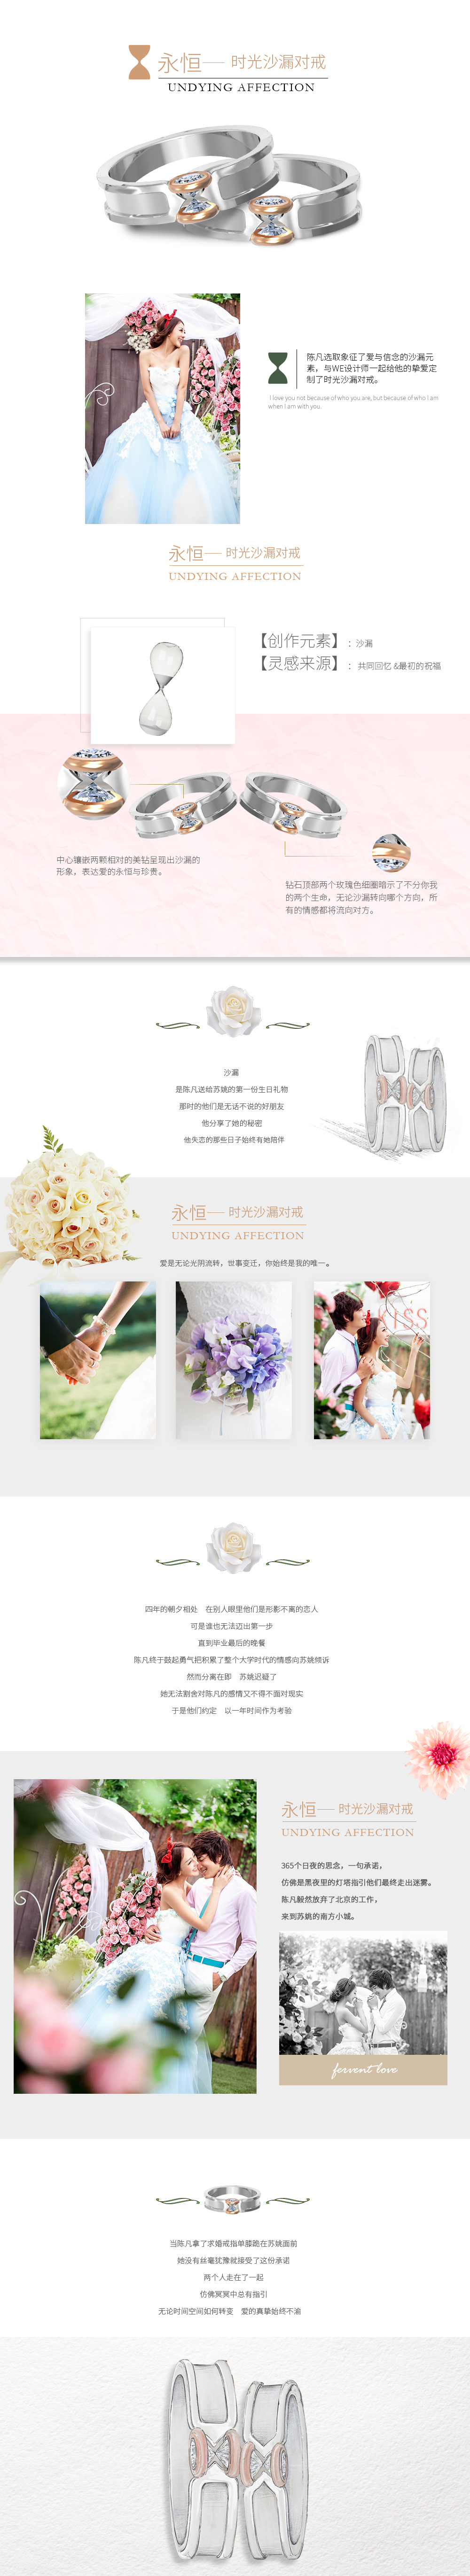 永恒— 时光沙漏对戒
UNDYING AFFECTION
陈凡选取象征了爱与信念的沙漏元
素，与WE设计师一起给他的挚爱定
制了时光沙漏对戒。
I love you not because of who you are, but because of who I am
when I am with you.
永恒— 时光沙漏对戒
UNDYING AFFECTION
【创作元素】：沙漏
【灵感来源】：共同回忆 &最初的祝福
中心镶嵌两颗相对的美钻呈现出沙漏的
形象，表达爱的永恒与珍贵。
钻石顶部两个玫瑰色细圈暗示了不分你我
的两个生命，无论沙漏转向哪个方向，所
有的情感都将流向对方。
沙漏
是陈凡送给苏姚的第一份生日礼物
那时的他们是无话不说的好朋友
他分享了她的秘密
他失恋的那些日子始终有她陪伴
永恒— 时光沙漏对戒
UNDYING AFFECTION
爱是无论光阴流转，世事变迁，你始终是我的唯一。
KISS
四年的朝夕相处 在别人眼里他们是形影不离的恋人
可是谁也无法迈出第一步
直到毕业最后的晚餐
陈凡终于鼓起勇气把积累了整个大学时代的情感向苏姚倾诉
然而分离在即 苏姚迟疑了
她无法割舍对陈凡的感情又不得不面对现实
于是他们约定 以一年时间作为考验
永恒— 时光沙漏对戒
UNDYING AFFECTION
365个日夜的思念，一句承诺，
仿佛是黑夜里的灯塔指引他们最终走出迷雾。
陈凡毅然放弃了北京的工作，
来到苏姚的南方小城。
fervent love
当陈凡拿了求婚戒指单膝跪在苏姚面前
她没有丝毫犹豫就接受了这份承诺
两个人走在了一起
仿佛冥冥中总有指引
无论时间空间如何转变 爱的真挚始终不渝